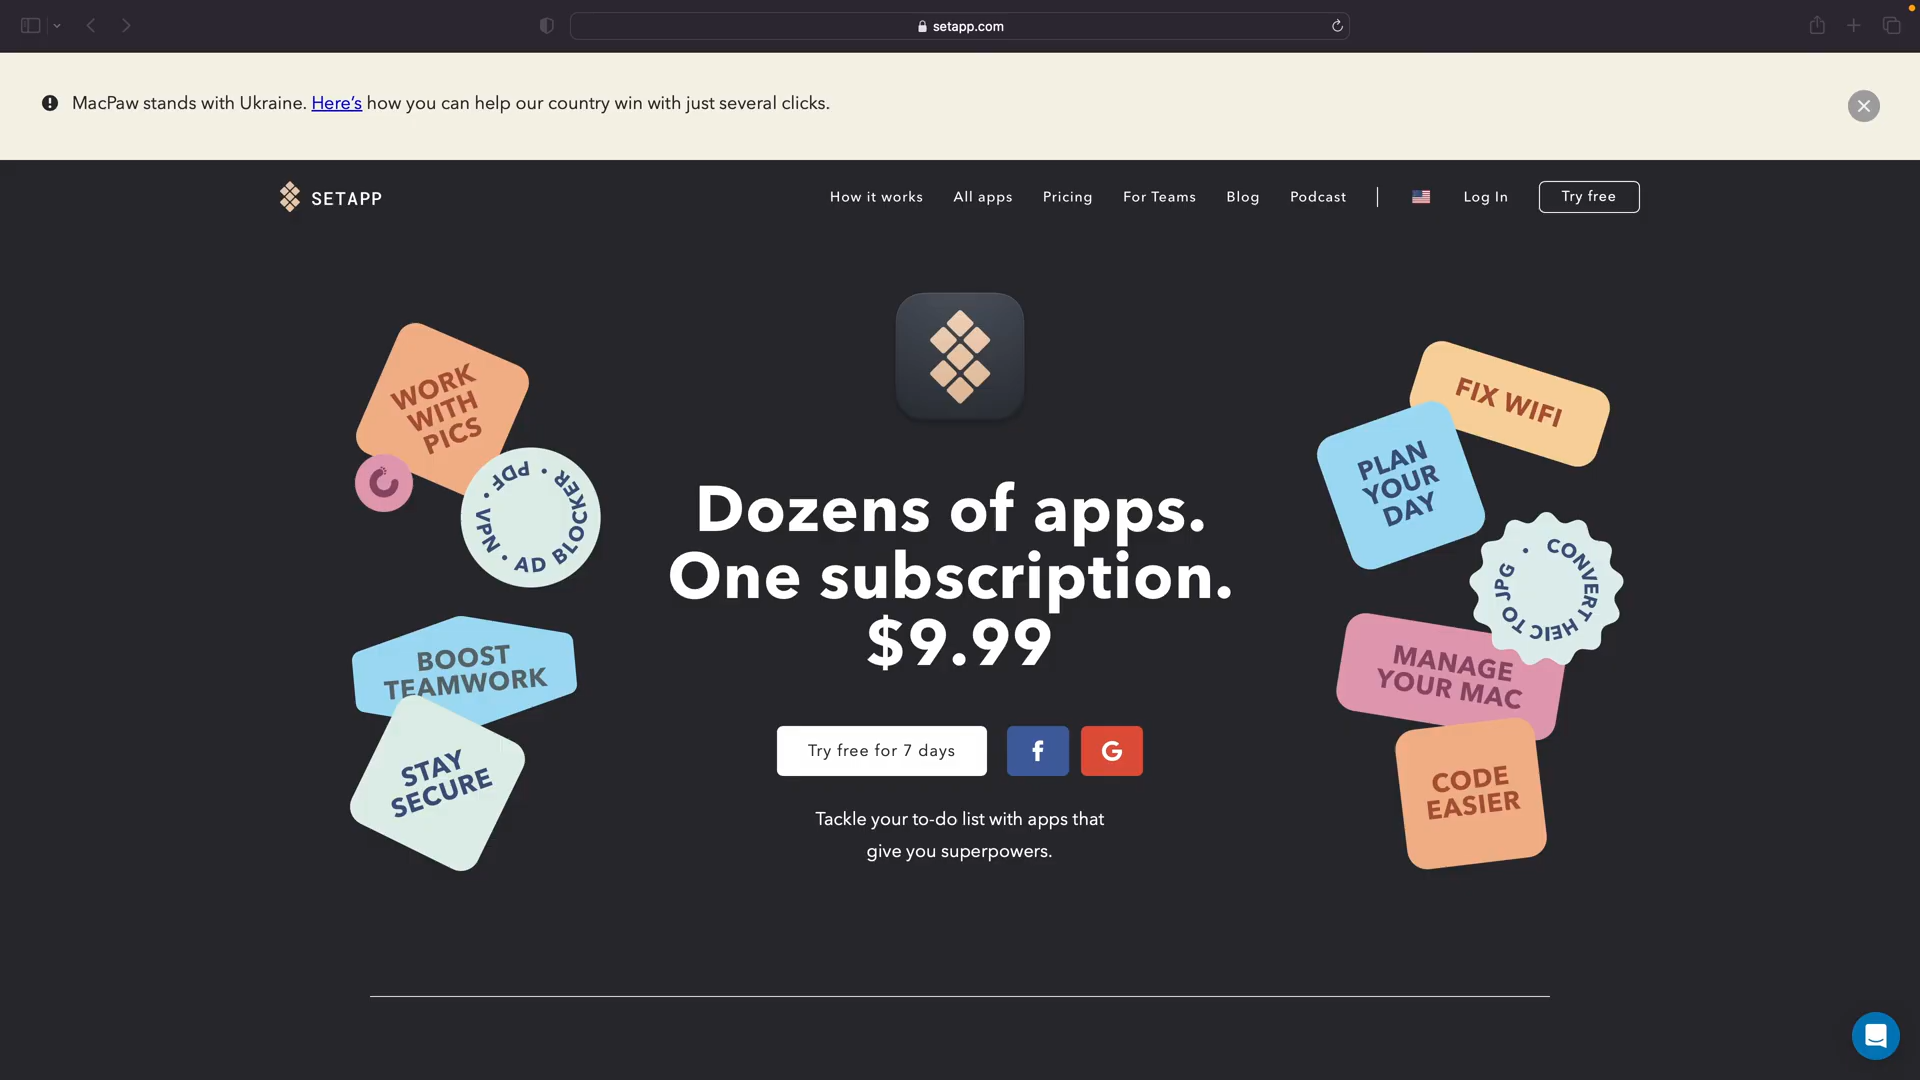 setapp.com
MacPaw stands with Ukraine. Here's how you can help our country win with just several clicks.
SETAPP
How it works
All apps
Pricing
For Teams
Blog
Podcast
Log In
Try free
WORK
WITH
PICS
PDF • VPN • AD BLOCKER •
BOOST
TEAMWORK
STAY
SECURE
Dozens of apps.
One subscription.
$9.99
Try free for 7 days
f
G
Tackle your to-do list with apps that
give you superpowers.
FIX WIFI
PLAN
YOUR
DAY
CONVERT HEIC TO JPG •
MANAGE
YOUR MAC
CODE
EASIER